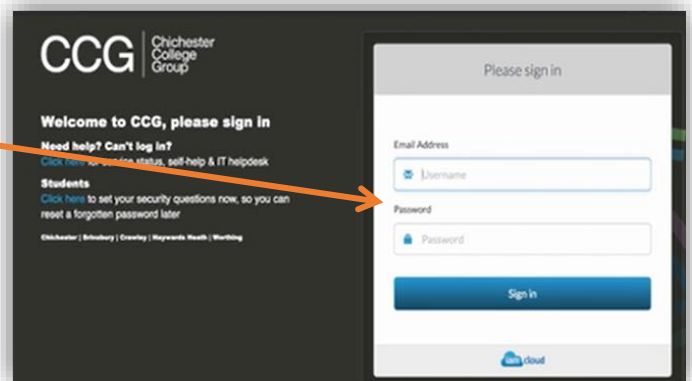 CCG
Chichester
College
Group
Welcome to CCG, please sign in
Need help? Can't log in?
Click here for service status, self-help & IT helpdesk
Students
Click here to set your security questions now, so you can
reset a forgotten password later
Chichester | Brinsbury | Crawley | Haywards Heath | Worthing
Please sign in
Email Address
Username
Password
Password
Sign in
iam cloud